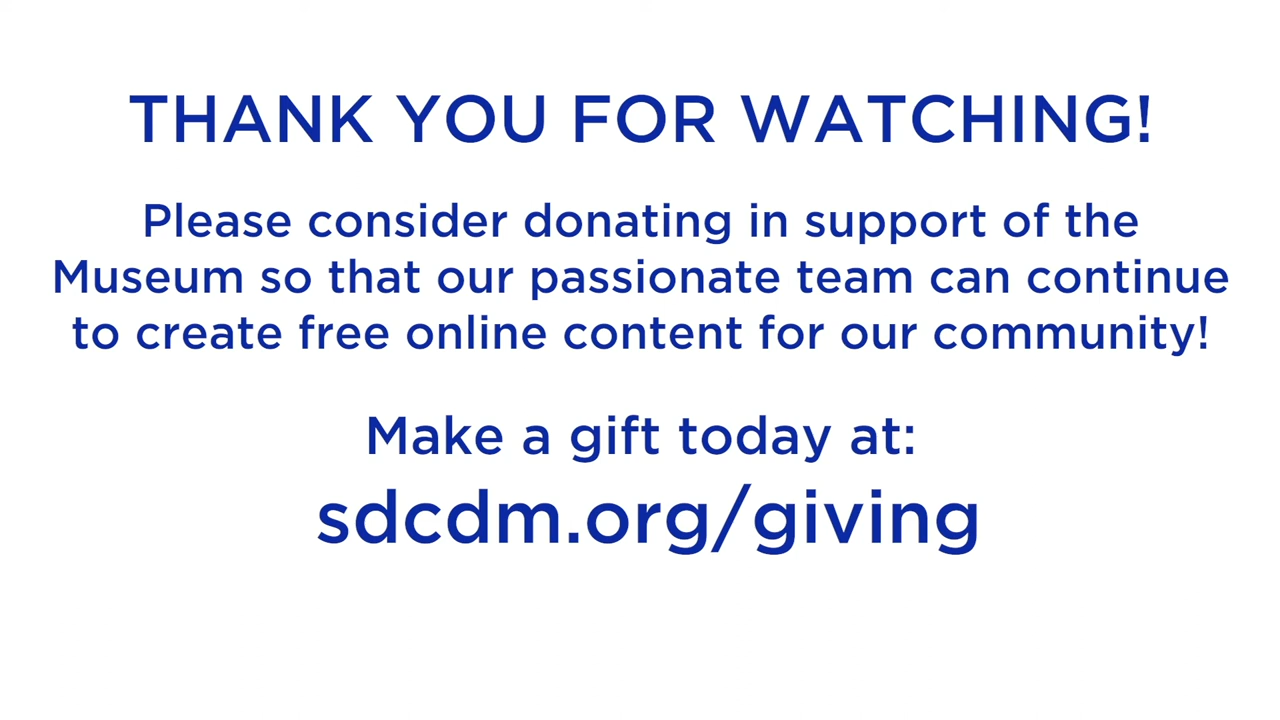 THANK YOU FOR WATCHING!
Please consider donating in support of the
Museum so that our passionate team can continue
to create free online content for our community!
Make a gift today at:
sdcdm.org/giving